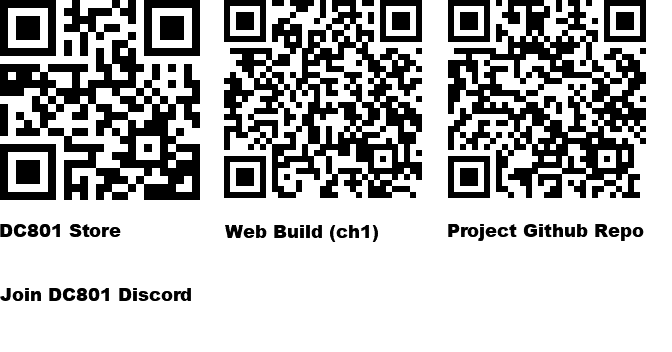 DC801 Store
Web Build (ch1)
Project Github Repo
Join DC801 Discord